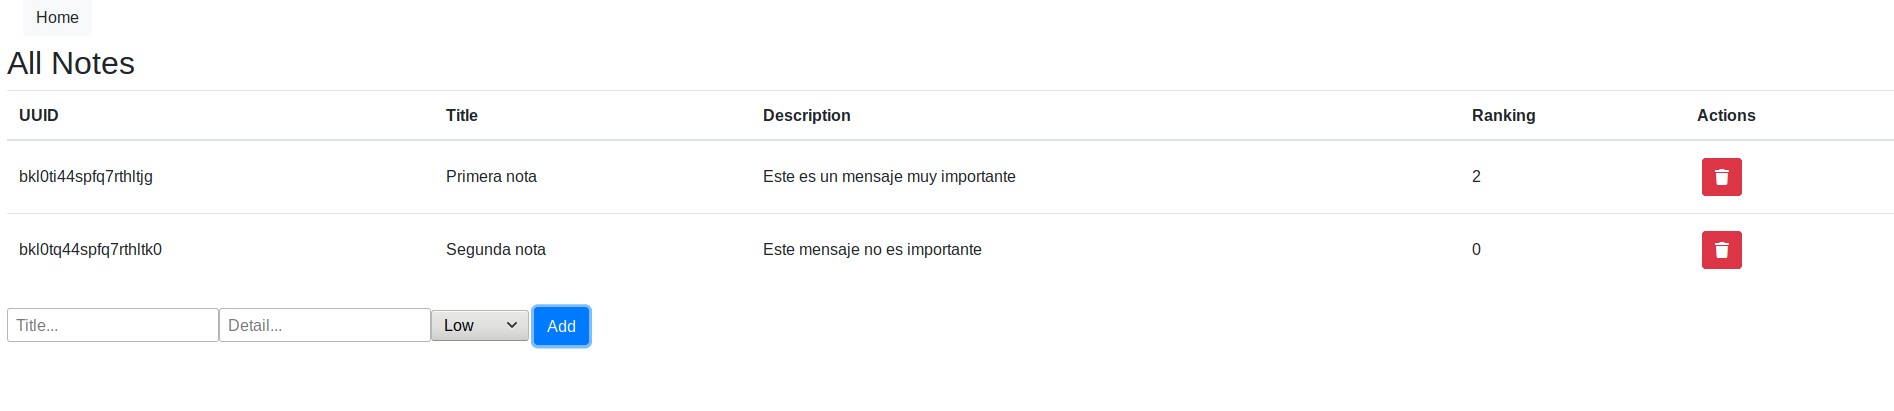 Home
All Notes
UUID Title Description Ranking Actions
bkl0ti44spfq7rthltjg Primera nota Este es un mensaje muy importante 2
bkl0tq44spfq7rthltk0 Segunda nota Este mensaje no es importante 0
Title... Detail... Low Add